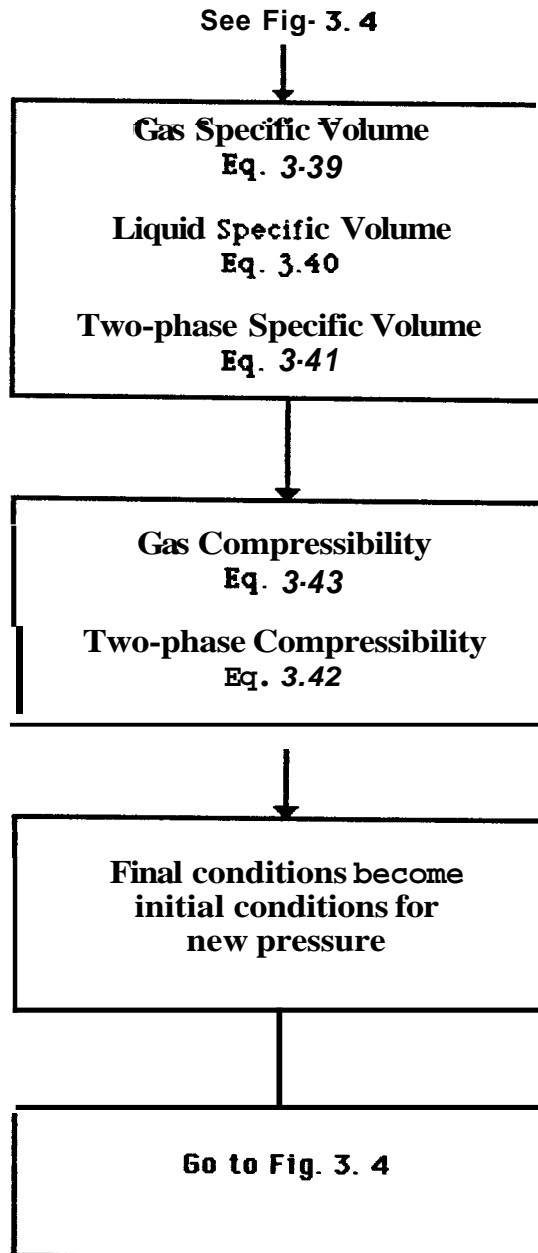 See Fig- 3.4
Gas Specific Volume
Eq. 3-39
Liquid Specific Volume
Eq. 3.40
Two-phase Specific Volume
Eq. 3-41
Gas Compressibility
Eq. 3-43
Two-phase Compressibility
Eq. 3.42
Final conditions become
initial conditions for
new pressure
Go to Fig. 3.4